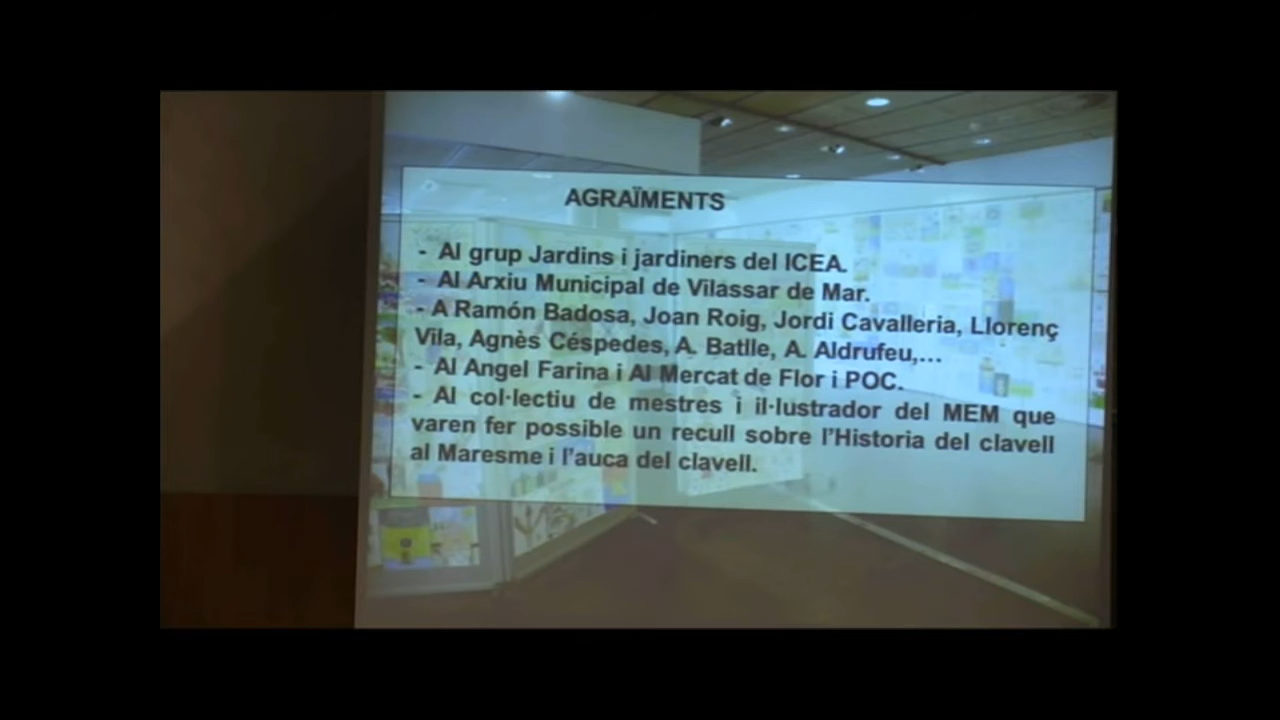 AGRAÏMENTS
- Al grup Jardins i jardiners del ICEA.
- Al Arxiu Municipal de Vilassar de Mar.
- A Ramón Badosa, Joan Roig, Jordi Cavalleria, Llorenç
Vila, Agnès Céspedes, A. Batlle, A. Aldrufeu,...
- Al Angel Farina i Al Mercat de Flor i POC.
- Al col·lectiu de mestres i il·lustrador del MEM que
varen fer possible un recull sobre l'Historia del clavell
al Maresme i l'auca del clavell.